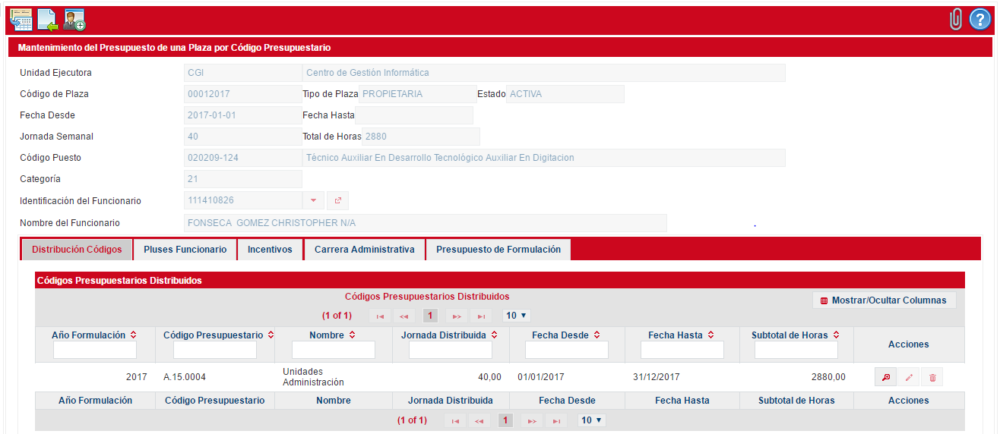 ?
Mantenimiento del Presupuesto de una Plaza por Código Presupuestario
Unidad Ejecutora CGI Centro de Gestión Informática
Código de Plaza 00012017 Tipo de Plaza PROPIETARIA Estado ACTIVA
Fecha Desde 2017-01-01 Fecha Hasta
Jornada Semanal 40 Total de Horas 2880
Código Puesto 020209-124 Técnico Auxiliar En Desarrollo Tecnológico Auxiliar En Digitacion
Categoría 21
Identificación del Funcionario 111410826
Nombre del Funcionario FONSECA GOMEZ CHRISTOPHER N/A .
Distribución Códigos Pluses Funcionario Incentivos Carrera Administrativa Presupuesto de Formulación
Códigos Presupuestarios Distribuidos
Códigos Presupuestarios Distribuidos Mostrar/Ocultar Columnas
(1 of 1) 1 10
Año Formulación Código Presupuestario Nombre Jornada Distribuida Fecha Desde Fecha Hasta Subtotal de Horas Acciones
2017 A.15.0004 Unidades Administración 40,00 01/01/2017 31/12/2017 2880,00
Año Formulación Código Presupuestario Nombre Jornada Distribuida Fecha Desde Fecha Hasta Subtotal de Horas Acciones
(1 of 1) 1 10